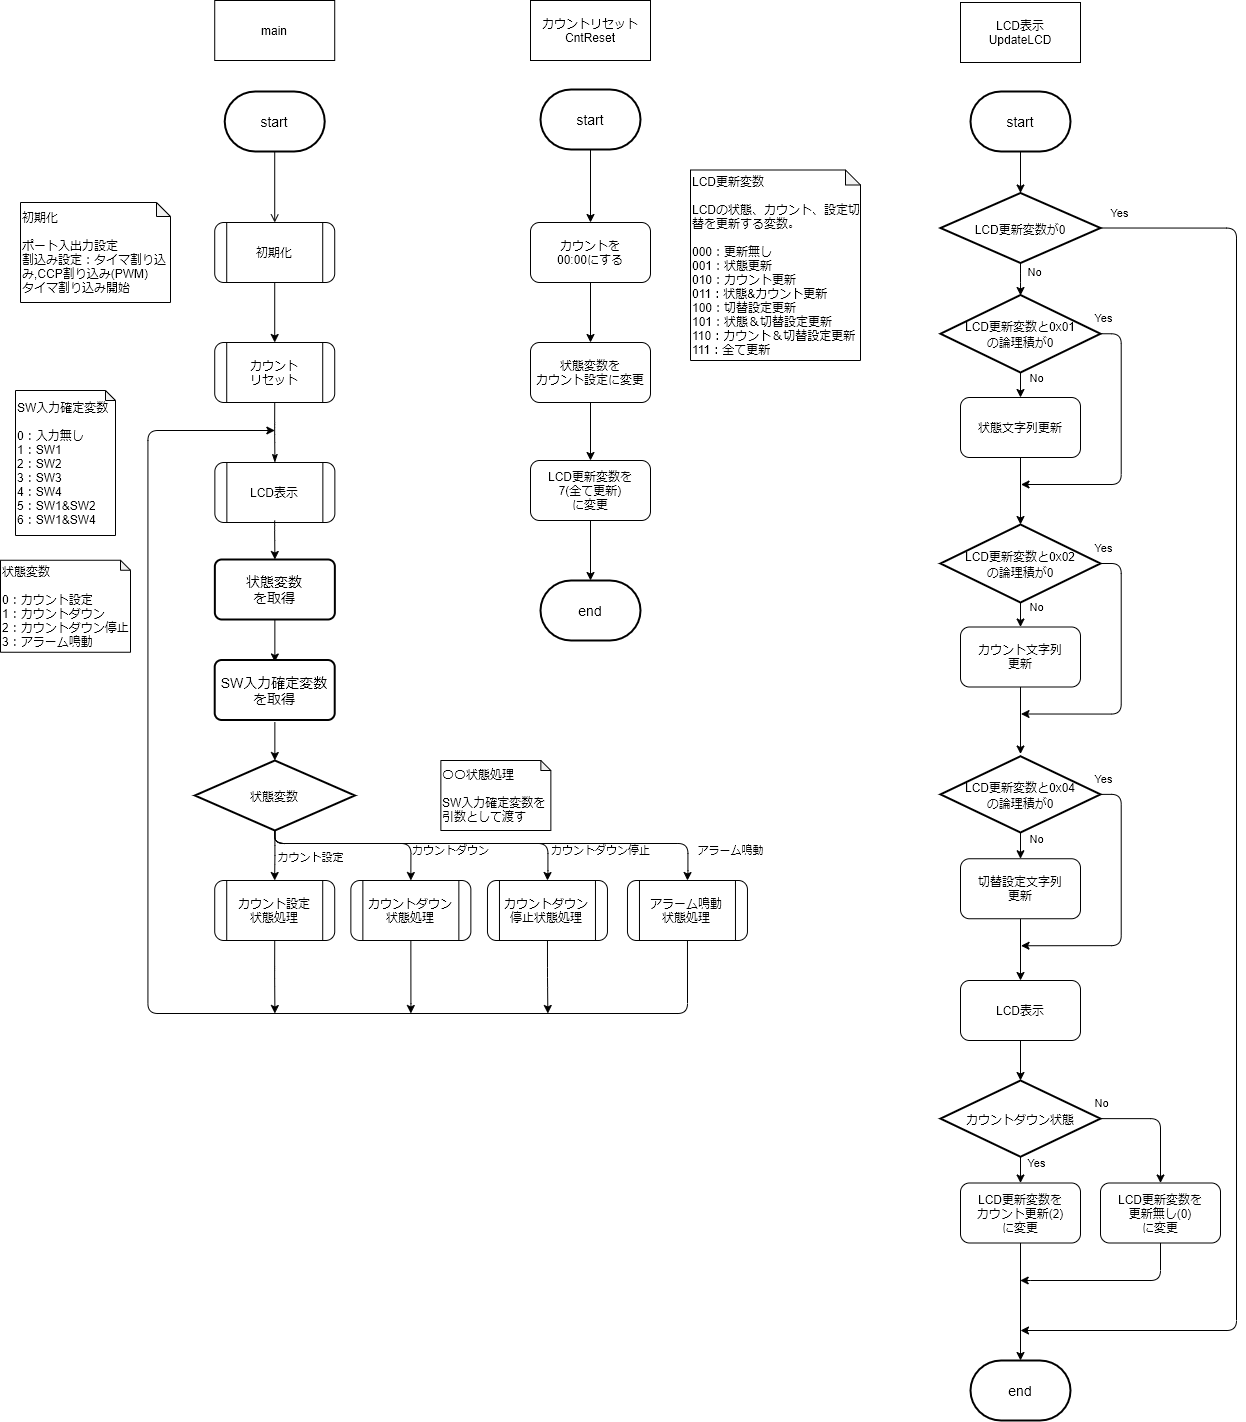 main
start
初期化
ポート入出力設定
割込み設定：タイマ割り込
み,CCP割り込み(PWM)
タイマ割り込み開始
初期化
カウント
リセット
SW入力確定変数
0：入力無し
1：SW1
2：SW2
3：SW3
4：SW4
5：SW1&SW2
6：SW1&SW4
LCD表示
状態変数
0：カウント設定
1：カウントダウン
2：カウントダウン停止
3：アラーム鳴動
状態変数
を取得
SW入力確定変数
を取得
状態変数
〇〇状態処理
SW入力確定変数を
引数として渡す
カウント設定
カウントダウン
カウントダウン停止
アラーム鳴動
カウント設定
状態処理
カウントダウン
状態処理
カウントダウン
停止状態処理
アラーム鳴動
状態処理
カウントリセット
CntReset
start
カウントを
00:00にする
状態変数を
カウント設定に変更
LCD更新変数を
7(全て更新)
に変更
end
LCD更新変数
LCDの状態、カウント、設定切
替を更新する変数。
000：更新無し
001：状態更新
010：カウント更新
011：状態&カウント更新
100：切替設定更新
101：状態＆切替設定更新
110：カウント＆切替設定更新
111：全て更新
LCD表示
UpdateLCD
start
LCD更新変数が0
Yes
No
LCD更新変数と0x01
の論理積が0
Yes
No
状態文字列更新
LCD更新変数と0x02
の論理積が0
Yes
No
カウント文字列
更新
LCD更新変数と0x04
の論理積が0
Yes
No
切替設定文字列
更新
LCD表示
カウントダウン状態
No
Yes
LCD更新変数を
カウント更新(2)
に変更
LCD更新変数を
更新無し(0)
に変更
end